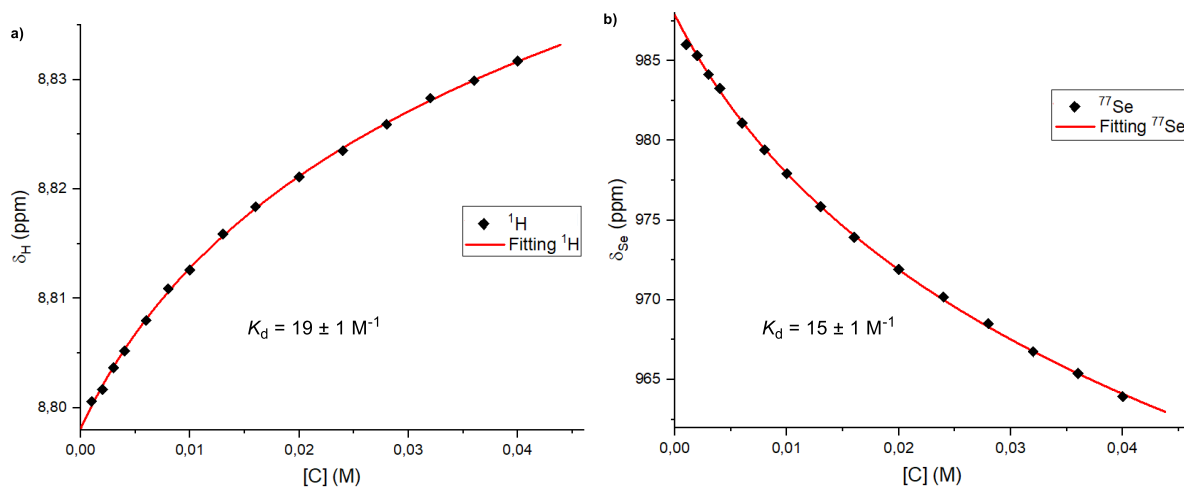 a)
8,83
8,82
8,81
8,80
δH (ppm)
¹H
Fitting ¹H
Kd = 19 ± 1 M⁻¹
0,00 0,01 0,02 0,03 0,04
[C] (M)
b)
985
980
975
970
965
δSe (ppm)
⁷⁷Se
Fitting ⁷⁷Se
Kd = 15 ± 1 M⁻¹
0,00 0,01 0,02 0,03 0,04
[C] (M)